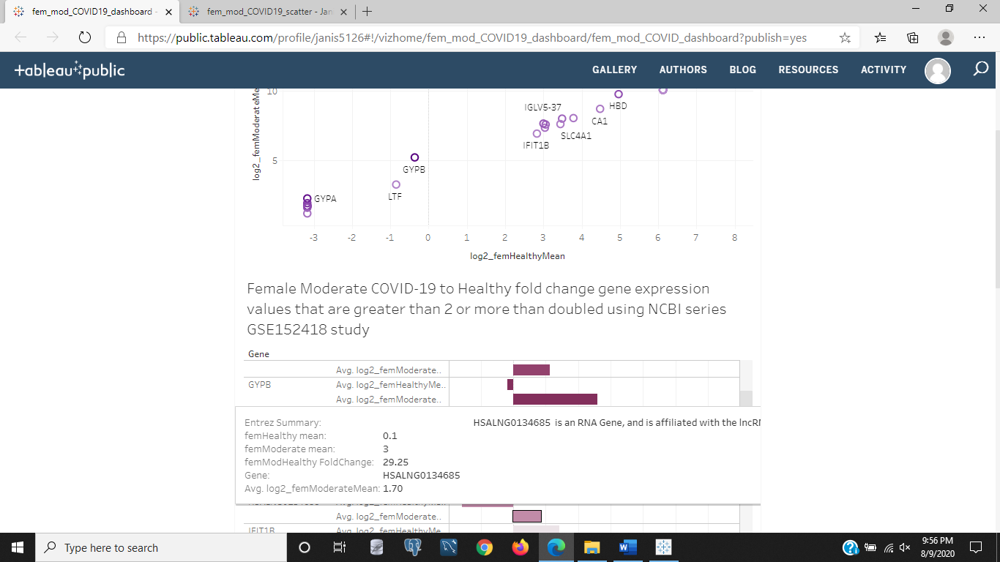 fem_mod_COVID19_dashboard -
fem_mod_COVID19_scatter - Jan
https://public.tableau.com/profile/janis5126#!/vizhome/fem_mod_COVID19_dashboard/fem_mod_COVID_dashboard?publish=yes
+ableau public
GALLERY AUTHORS BLOG RESOURCES ACTIVITY
log2_femModerateMe
10
5
HBD
IGLV5-37
CA1
SLC4A1
IFIT1B
GYPB
LTF
GYPA
-3 -2 -1 0 1 2 3 4 5 6 7 8
log2_femHealthyMean
Female Moderate COVID-19 to Healthy fold change gene expression
values that are greater than 2 or more than doubled using NCBI series
GSE152418 study
Gene
Avg. log2_femModerate..
GYPB Avg. log2_femHealthyMe..
Avg. log2_femModerate..
Entrez Summary: HSALNG0134685 is an RNA Gene, and is affiliated with the lncRN
femHealthy mean: 0.1
femModerate mean: 3
femModHealthy FoldChange: 29.25
Gene: HSALNG0134685
Avg. log2_femModerateMean: 1.70
Avg. log2_femHealthyMe..
Avg. log2_femModerate..
IFIT1B Avg. log2_femHealthyMe
Type here to search
9:56 PM
8/9/2020